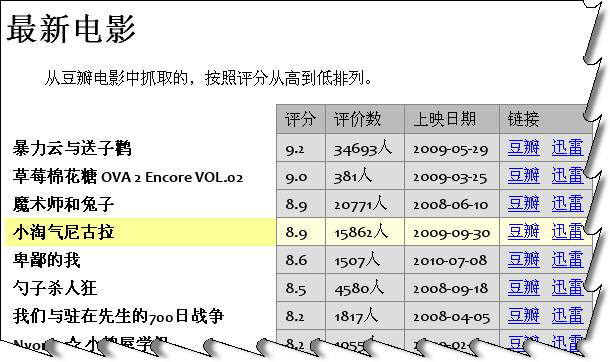 最新电影
从豆瓣电影中抓取的，按照评分从高到低排列。
评分 评价数 上映日期 链接
暴力云与送子鹳 9.2 34693人 2009-05-29 豆瓣 迅雷
草莓棉花糖 OVA 2 Encore VOL.02 9.0 381人 2009-03-25 豆瓣 迅雷
魔术师和兔子 8.9 20771人 2008-06-10 豆瓣 迅雷
小淘气尼古拉 8.9 15862人 2009-09-30 豆瓣 迅雷
卑鄙的我 8.6 1507人 2010-07-08 豆瓣 迅雷
勺子杀人狂 8.5 4580人 2008-09-18 豆瓣 迅雷
我们与驻在先生的700日战争 8.2 1817人 2008-04-05 豆瓣 迅雷
8.2 1055人